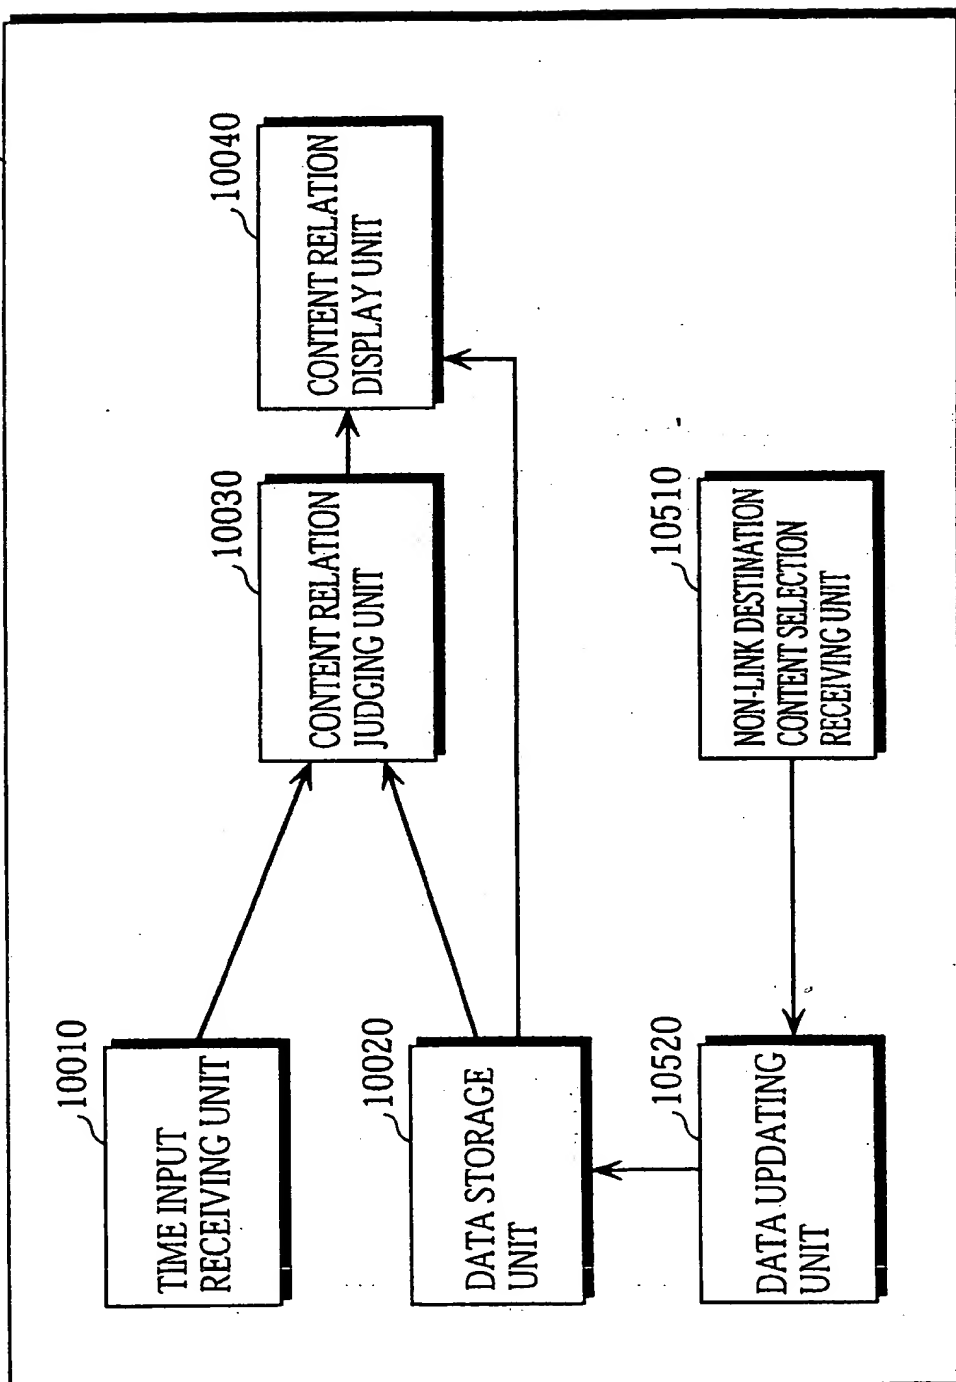 10010
TIME INPUT
RECEIVING UNIT
10030
CONTENT RELATION
JUDGING UNIT
10040
CONTENT RELATION
DISPLAY UNIT
10020
DATA STORAGE
UNIT
10520
DATA UPDATING
UNIT
10510
NON-LINK DESTINATION
CONTENT SELECTION
RECEIVING UNIT